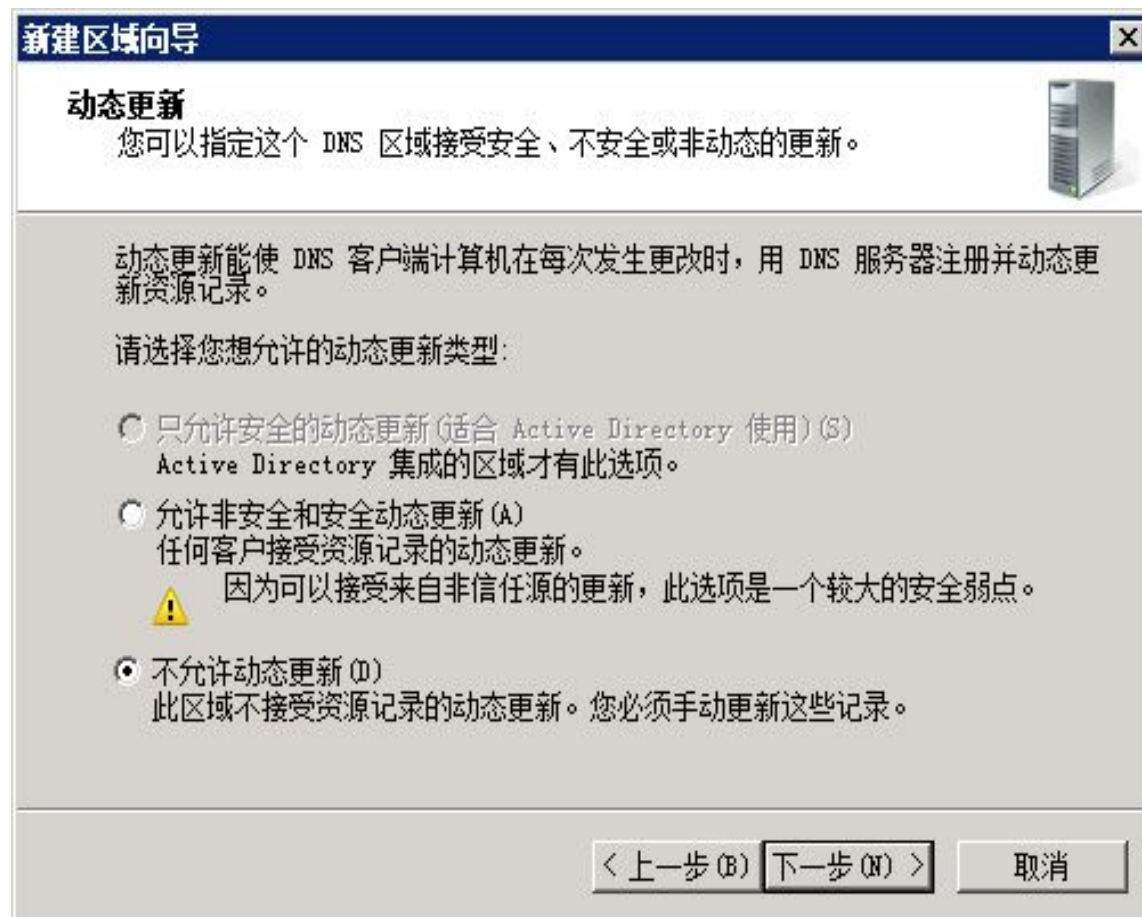 新建区域向导
动态更新
您可以指定这个 DNS 区域接受安全、不安全或非动态的更新。
动态更新能使 DNS 客户端计算机在每次发生更改时，用 DNS 服务器注册并动态更
新资源记录。
请选择您想允许的动态更新类型:
只允许安全的动态更新(适合 Active Directory 使用)(S)
Active Directory 集成的区域才有此选项。
允许非安全和安全动态更新(A)
任何客户接受资源记录的动态更新。
因为可以接受来自非信任源的更新，此选项是一个较大的安全弱点。
不允许动态更新(D)
此区域不接受资源记录的动态更新。您必须手动更新这些记录。
< 上一步(B) 下一步(N) > 取消